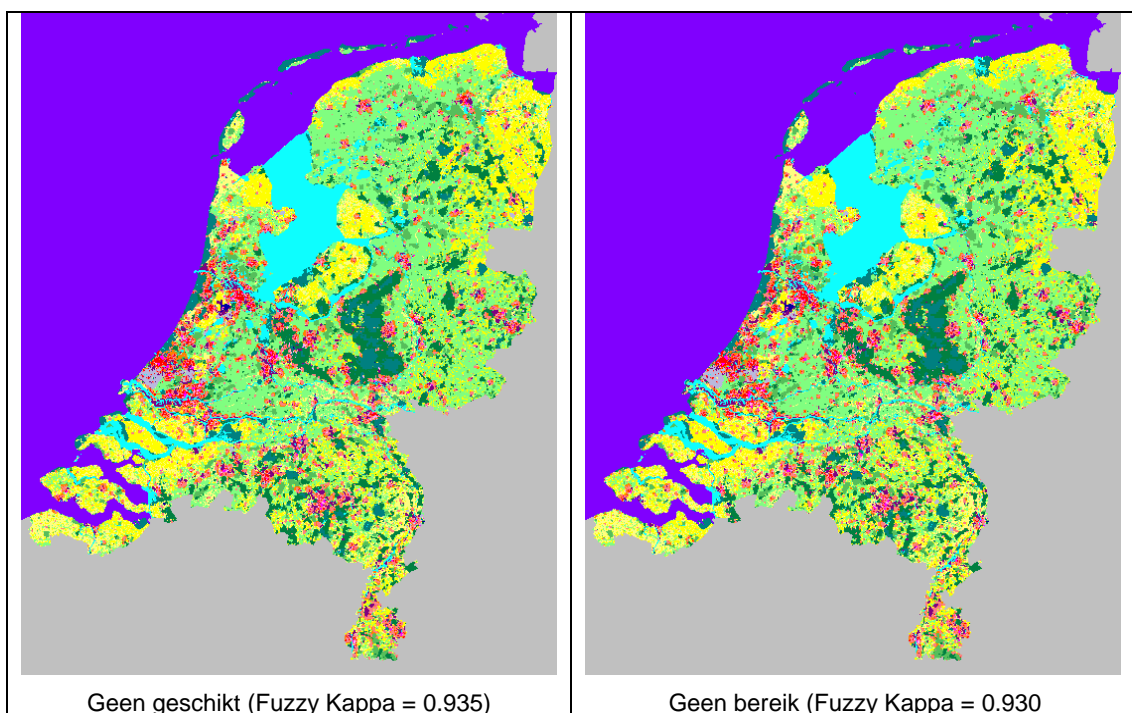 Geen geschikt (Fuzzy Kappa = 0.935)
Geen bereik (Fuzzy Kappa = 0.930